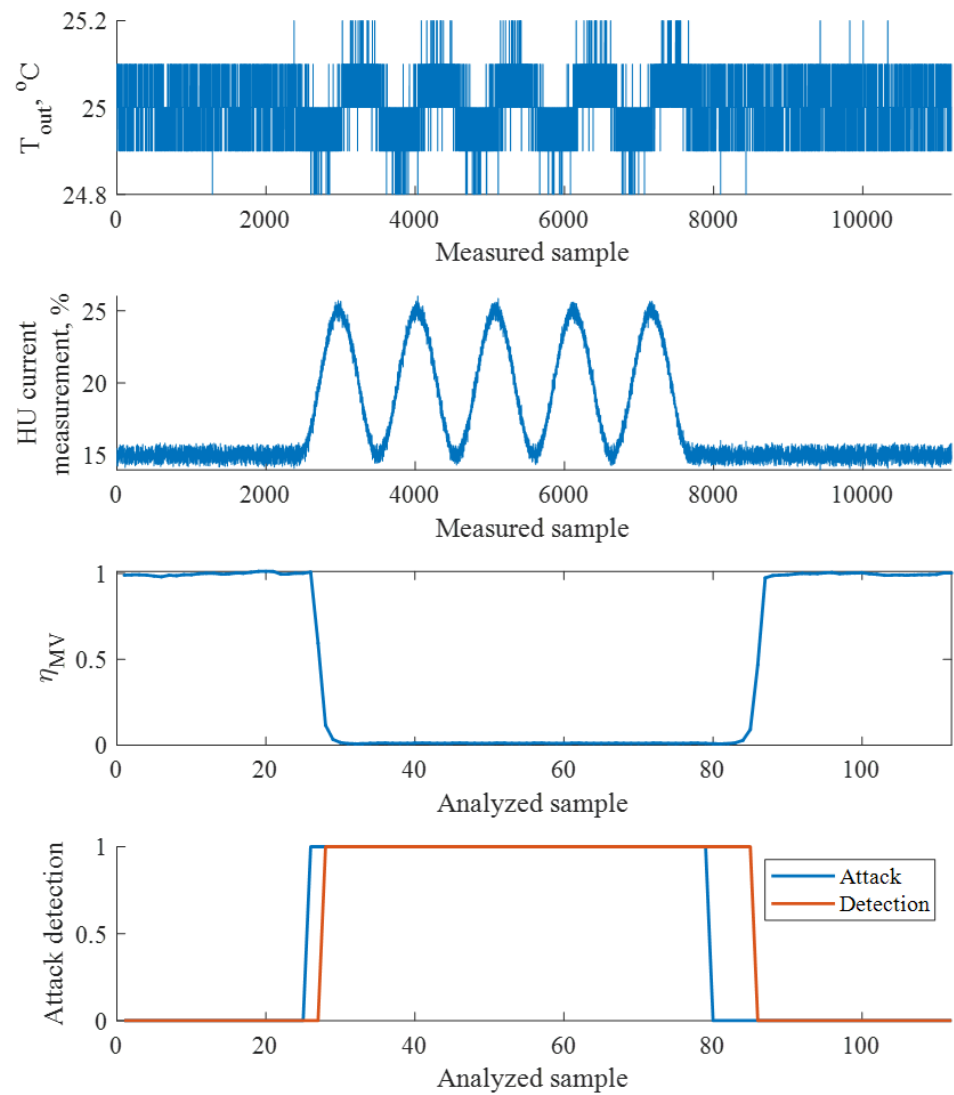 25.2
25
24.8
T out, °C
0 2000 4000 6000 8000 10000
Measured sample
25
20
15
HU current
measurement, %
0 2000 4000 6000 8000 10000
Measured sample
1
0.5
0
η MV
0 20 40 60 80 100
Analyzed sample
1
0.5
0
Attack detection
Attack
Detection
0 20 40 60 80 100
Analyzed sample